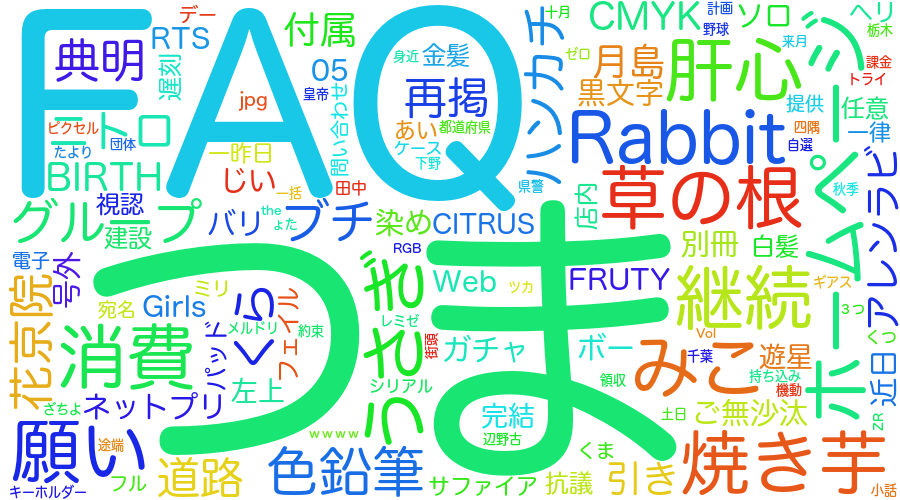 FAQ
つま
デー
RTS
典明
付属
遅刻
05
jpg
皇帝
問い合わせ
ピクセル
エアロ
たより
団体
BIRTH
一昨日
じい
一括
田中
視認
グループ
建設
バリ
the
ょた
ブチ
身近
金髪
再掲
あい
都道府県
ケース
下野
ハンカチ
県警
十月
ゼロ
CMYK
計画
野球
ソロ
ヘリ
栃木
来月
月島
肝心
黒文字
課金
トライ
提供
任意
四隅
一律
自選
Rabbit
ホームページ
秋季
アレンラビ
草の根
店内
染め
CITRUS
RGB
うさぎ
Web
ツカ
FRUTY
別冊
白髪
継続
ギアス
3つ
くつ
電子
号外
花京院
宛名
Girls
ミリ
くら
フェイル
パッド
メルドリ
約束
レミゼ
街頭
消費
左上
ガチャ
ボー
シリアル
領収
みこ
Vol
千葉
遊星
持ち込み
機動
近日
ざちよ
ネットプリ
願い
途端
wwww
完結
辺野古
くま
土日
ご無沙汰
ZR
キーホルダー
フル
道路
色鉛筆
サファイア
抗議
引き
焼き芋
小話